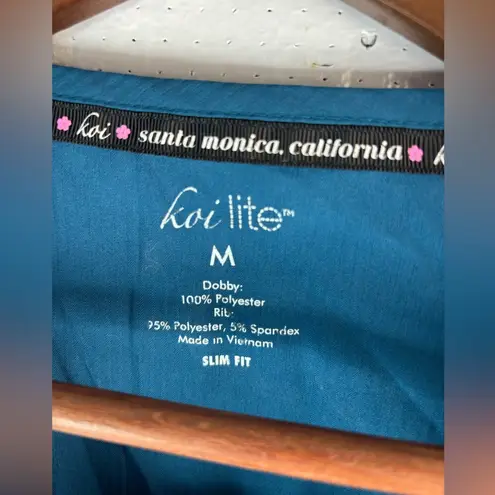 koi santa monica, california
koi lite™
M
Dobby:
100% Polyester
Rib:
95% Polyester, 5% Spandex
Made in Vietnam
SLIM FIT